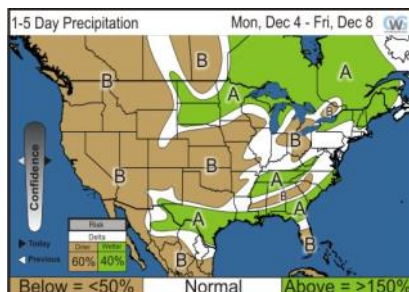 1-5 Day Precipitation Mon, Dec 4 - Fri, Dec 8
B
B
A
A
B
B
B
B
A
B
A
A
B
B
Confidence
Today
Previous
Risk
Delta
Drier Wetter
60% 40%
Below = <50% Normal Above = >150%